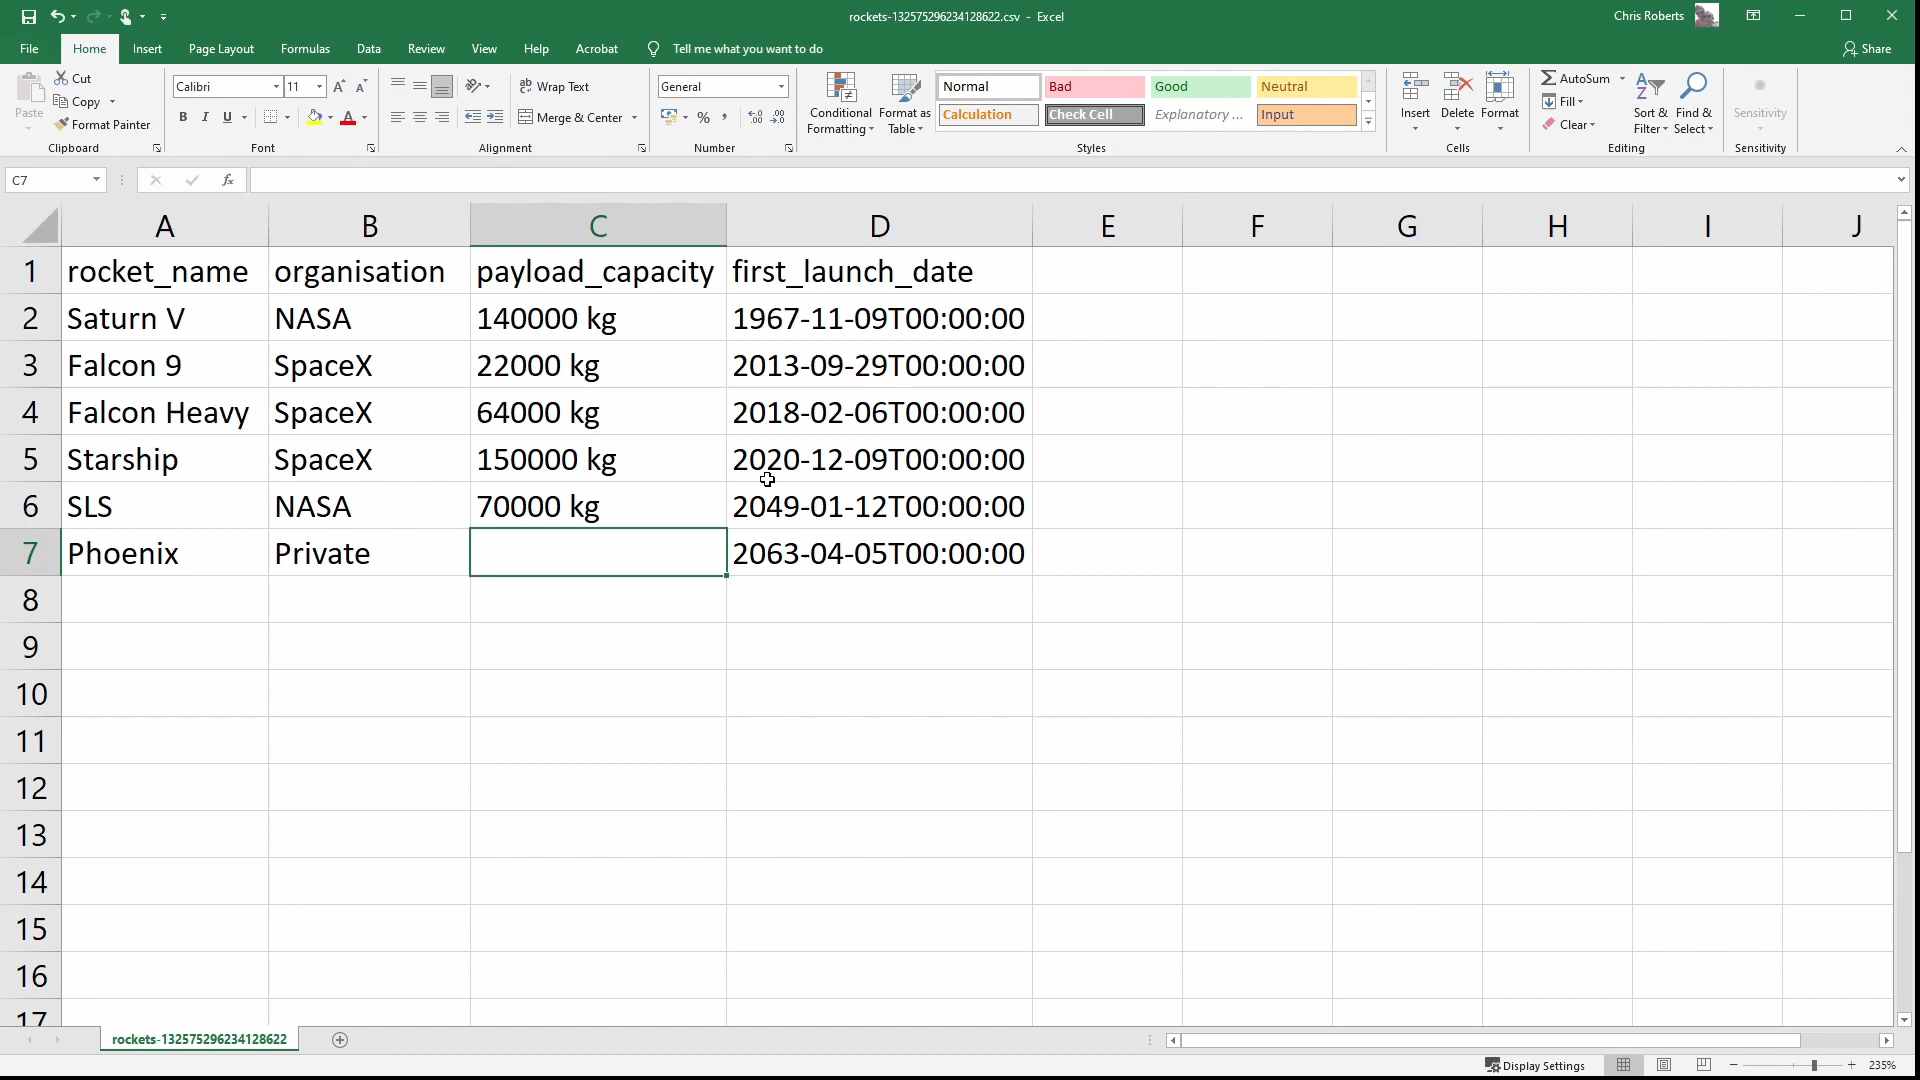 rockets-132575296234128622.csv - Excel
Chris Roberts
File Home Insert Page Layout Formulas Data Review View Help Acrobat Tell me what you want to do Share
Paste
Cut
Copy
Format Painter
Clipboard
Calibri 11
B I U
Font
Wrap Text
Merge & Center
Alignment
General
Number
Conditional Formatting
Format as Table
Normal Bad Good Neutral
Calculation Check Cell Explanatory ... Input
Styles
Insert Delete Format
Cells
AutoSum
Fill
Clear
Sort & Filter
Find & Select
Editing
Sensitivity
Sensitivity
C7 fx
A B C D E F G H I J
1 rocket_name organisation payload_capacity first_launch_date
2 Saturn V NASA 140000 kg 1967-11-09T00:00:00
3 Falcon 9 SpaceX 22000 kg 2013-09-29T00:00:00
4 Falcon Heavy SpaceX 64000 kg 2018-02-06T00:00:00
5 Starship SpaceX 150000 kg 2020-12-09T00:00:00
6 SLS NASA 70000 kg 2049-01-12T00:00:00
7 Phoenix Private 2063-04-05T00:00:00
8
9
10
11
12
13
14
15
16
17
rockets-132575296234128622
Display Settings 235%